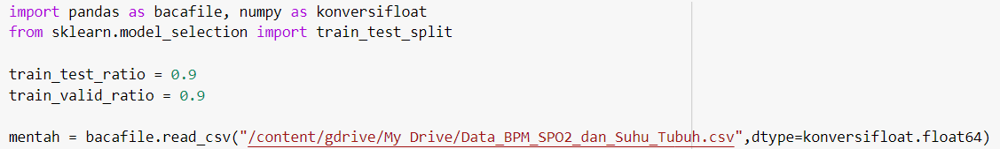 import pandas as bacafile, numpy as konversifloat
from sklearn.model_selection import train_test_split
train_test_ratio = 0.9
train_valid_ratio = 0.9
mentah = bacafile.read_csv("/content/gdrive/My Drive/Data_BPM_SPO2_dan_Suhu_Tubuh.csv",dtype=konversifloat.float64)